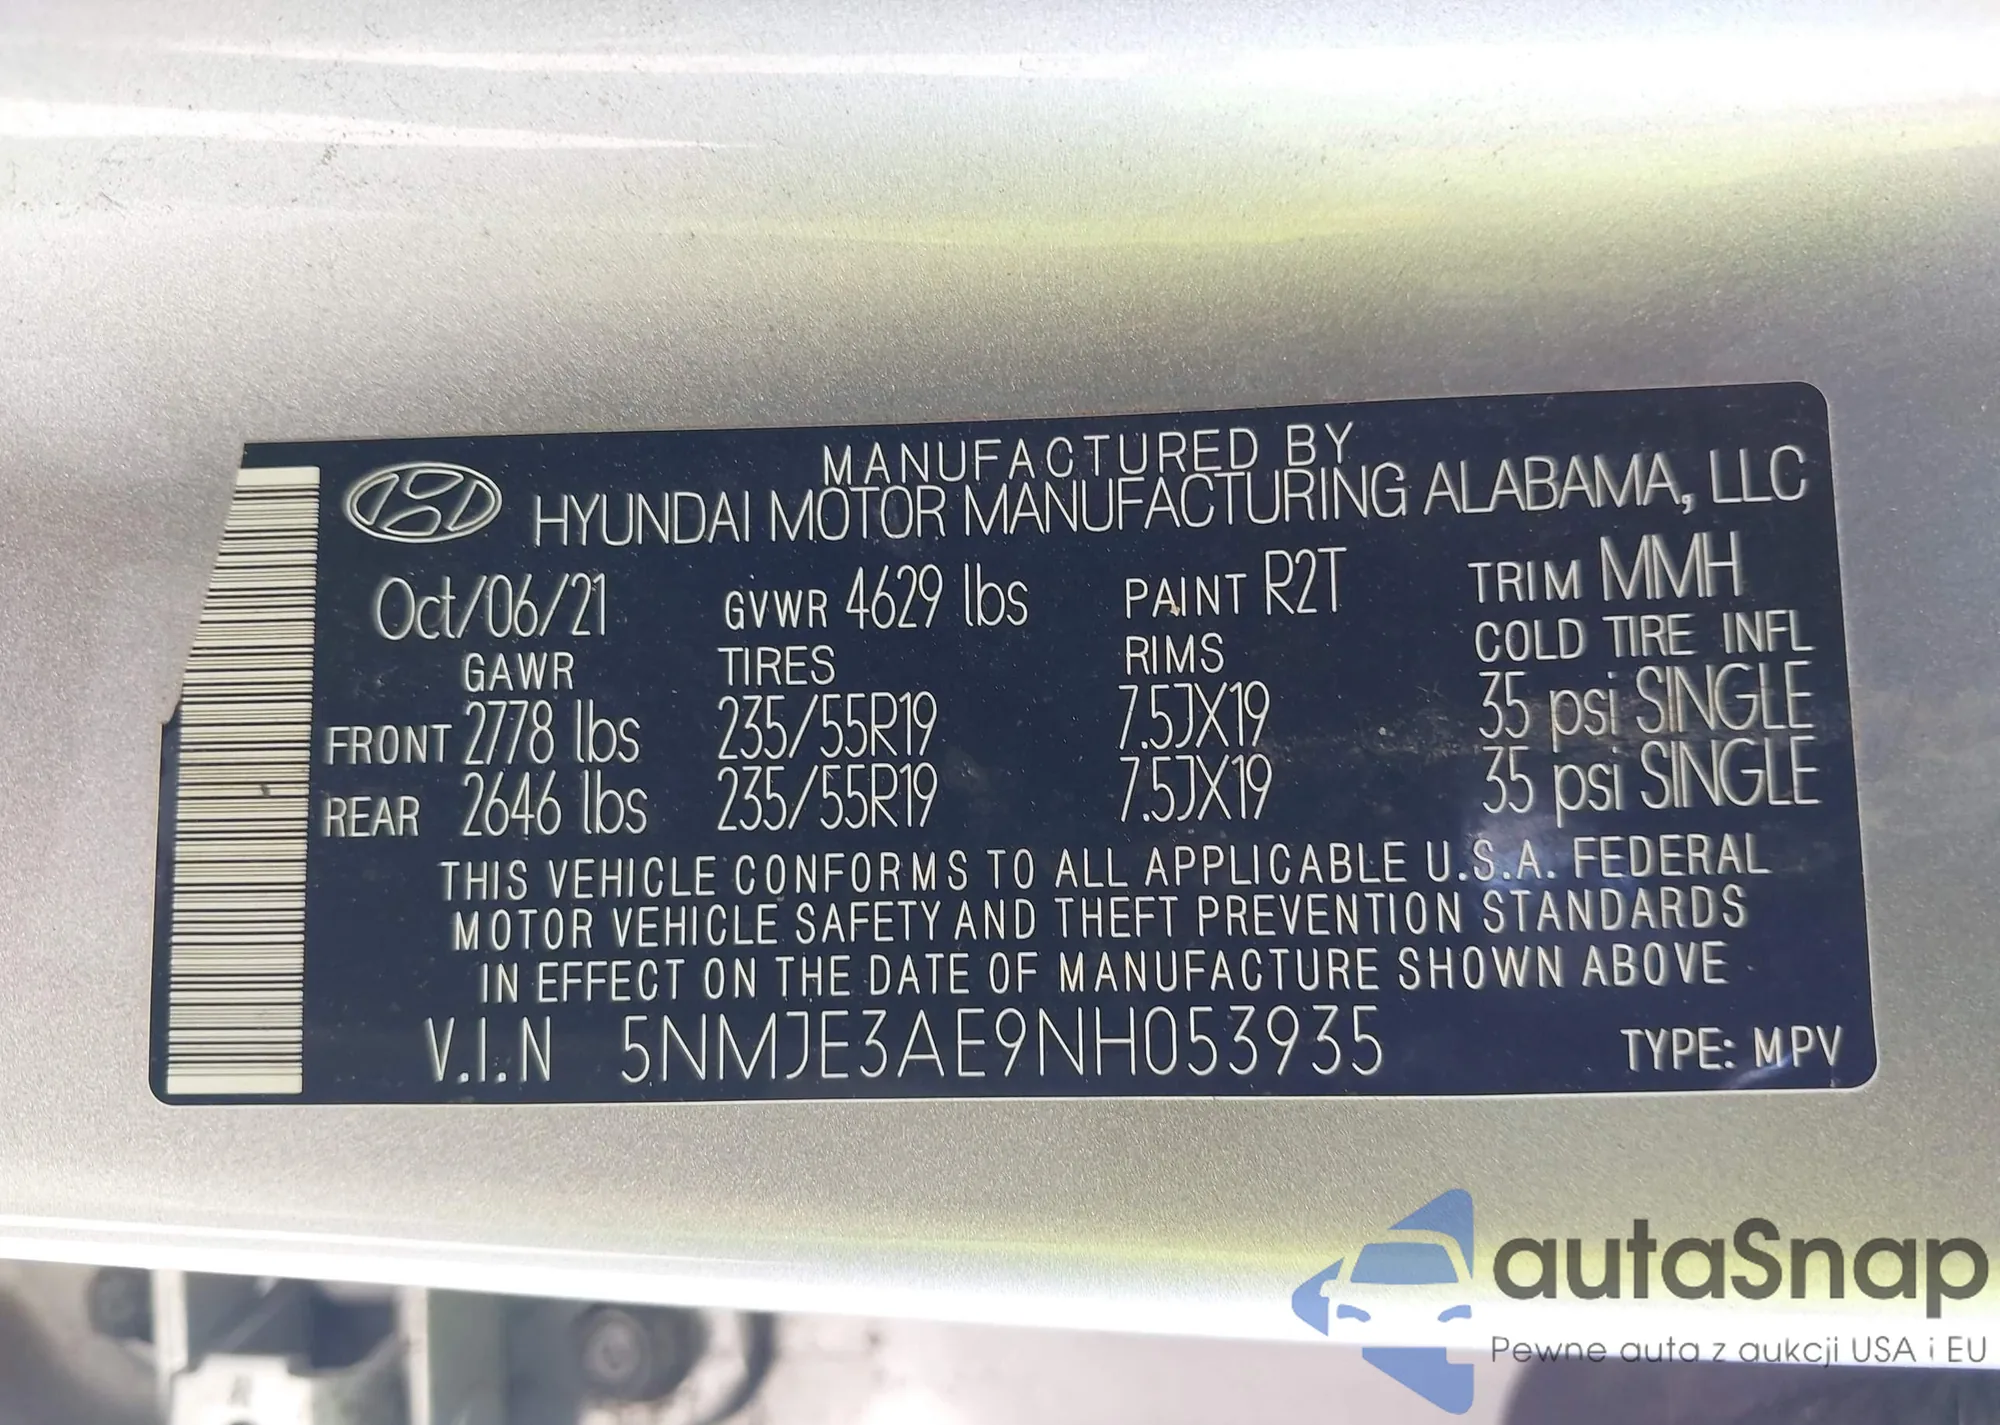 MANUFACTURED BY
HYUNDAI MOTOR MANUFACTURING ALABAMA, LLC
Oct/06/21 GVWR 4629 lbs PAINT R2T TRIM MMH
GAWR TIRES RIMS COLD TIRE INFL
FRONT 2778 lbs 235/55R19 7.5JX19 35 psi SINGLE
REAR 2646 lbs 235/55R19 7.5JX19 35 psi SINGLE
THIS VEHICLE CONFORMS TO ALL APPLICABLE U.S.A. FEDERAL
MOTOR VEHICLE SAFETY AND THEFT PREVENTION STANDARDS
IN EFFECT ON THE DATE OF MANUFACTURE SHOWN ABOVE
V.I.N 5NMJE3AE9NH053935 TYPE: MPV
autaSnap
Pewne auta z aukcji USA i EU